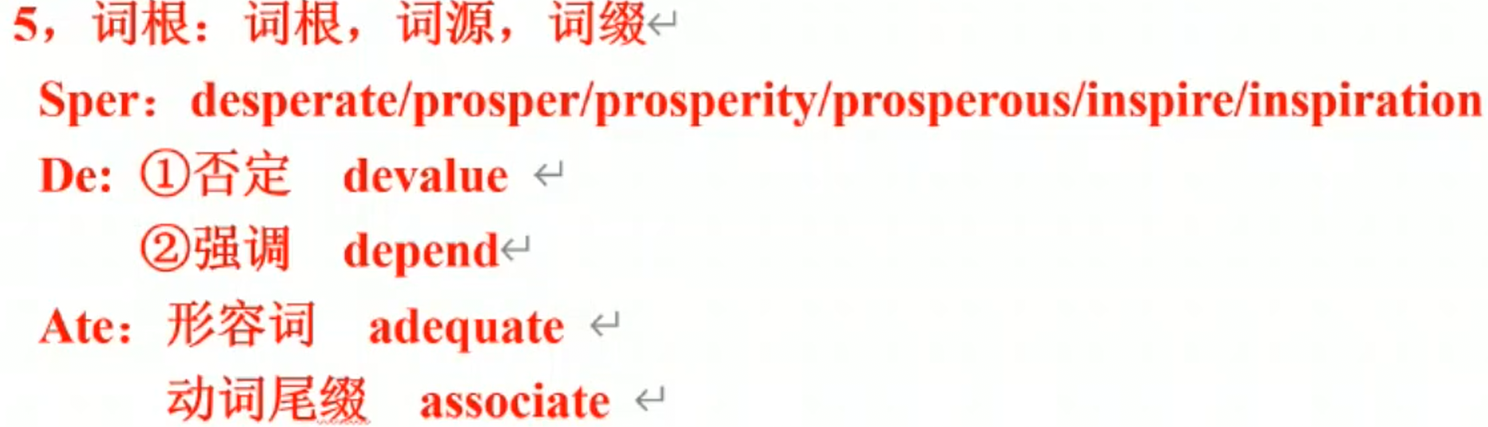 5，词根：词根，词源，词缀↵
Sper：desperate/prosper/prosperity/prosperous/inspire/inspiration
De: ①否定 devalue ↵
②强调 depend↵
Ate：形容词 adequate ↵
动词尾缀 associate ↵